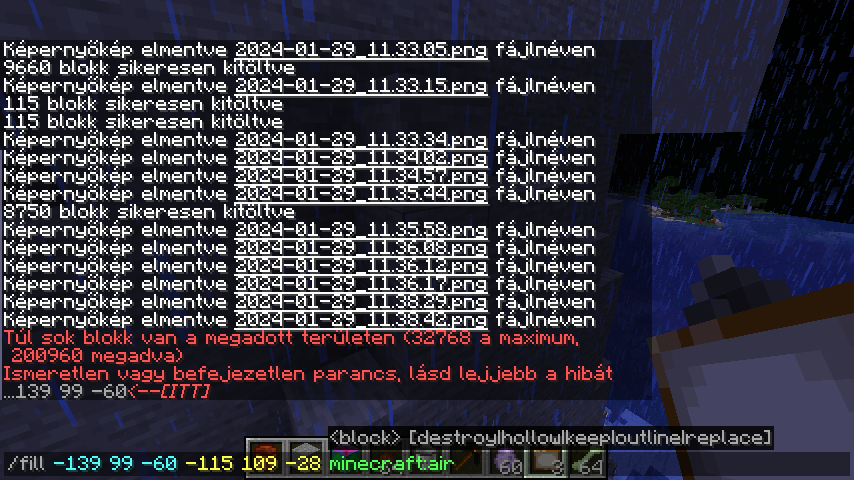 Képernyőkép elmentve 2024-01-29_11.33.05.png fájlnéven
9660 blokk sikeresen kitöltve
Képernyőkép elmentve 2024-01-29_11.33.15.png fájlnéven
115 blokk sikeresen kitöltve
115 blokk sikeresen kitöltve
Képernyőkép elmentve 2024-01-29_11.33.34.png fájlnéven
Képernyőkép elmentve 2024-01-29_11.34.02.png fájlnéven
Képernyőkép elmentve 2024-01-29_11.34.57.png fájlnéven
Képernyőkép elmentve 2024-01-29_11.35.44.png fájlnéven
8750 blokk sikeresen kitöltve
Képernyőkép elmentve 2024-01-29_11.35.58.png fájlnéven
Képernyőkép elmentve 2024-01-29_11.36.08.png fájlnéven
Képernyőkép elmentve 2024-01-29_11.36.12.png fájlnéven
Képernyőkép elmentve 2024-01-29_11.36.17.png fájlnéven
Képernyőkép elmentve 2024-01-29_11.38.29.png fájlnéven
Képernyőkép elmentve 2024-01-29_11.38.42.png fájlnéven
Túl sok blokk van a megadott területen (32768 a maximum,
200960 megadva)
Ismeretlen vagy befejezetlen parancs, lásd lejjebb a hibát
...139 99 -60<--[ITT]
<block> [destroy|hollow|keep|outline|replace]
/fill -139 99 -60 -115 109 -28 minecraft:air
60 3 64